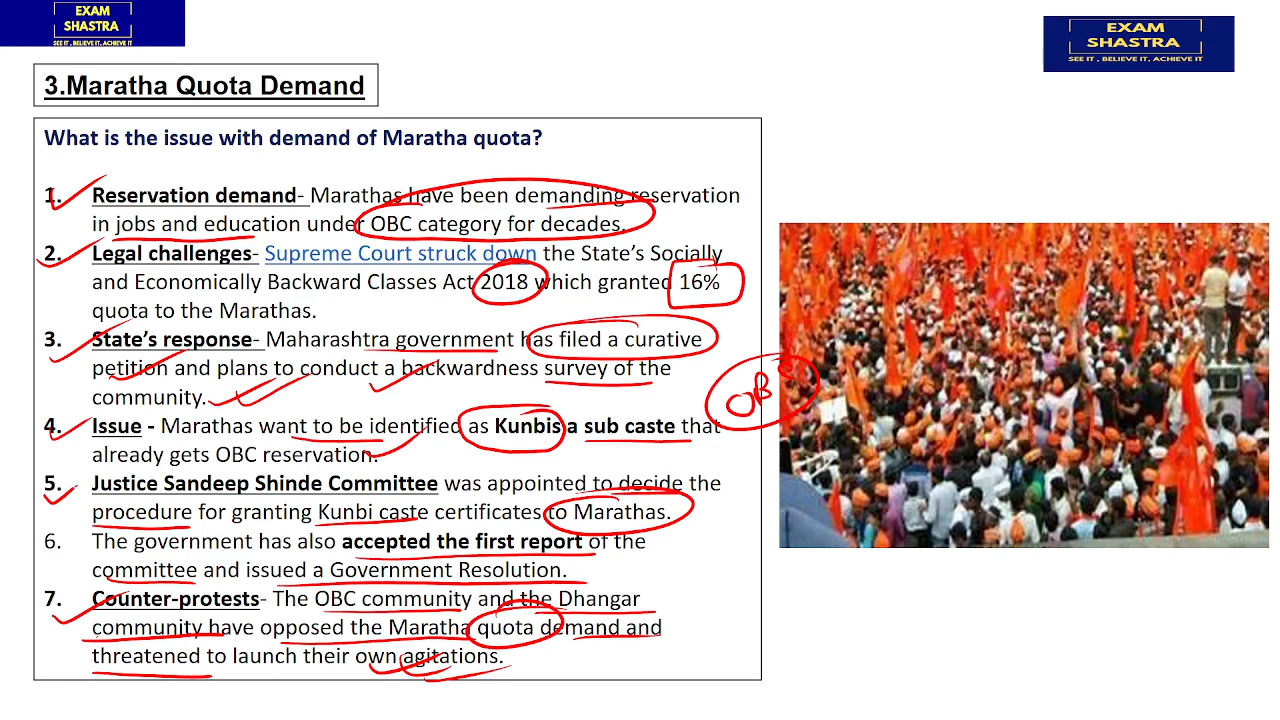 EXAM
SHASTRA
SEE IT , BELIEVE IT, ACHIEVE IT
EXAM
SHASTRA
SEE IT , BELIEVE IT, ACHIEVE IT
3.Maratha Quota Demand
What is the issue with demand of Maratha quota?
1. Reservation demand- Marathas have been demanding reservation
in jobs and education under OBC category for decades.
2. Legal challenges- Supreme Court struck down the State's Socially
and Economically Backward Classes Act 2018 which granted 16%
quota to the Marathas.
3. State's response- Maharashtra government has filed a curative
petition and plans to conduct a backwardness survey of the
community.
4. Issue - Marathas want to be identified as Kunbis a sub caste that
already gets OBC reservation.
5. Justice Sandeep Shinde Committee was appointed to decide the
procedure for granting Kunbi caste certificates to Marathas.
6. The government has also accepted the first report of the
committee and issued a Government Resolution.
7. Counter-protests- The OBC community and the Dhangar
community have opposed the Maratha quota demand and
threatened to launch their own agitations.